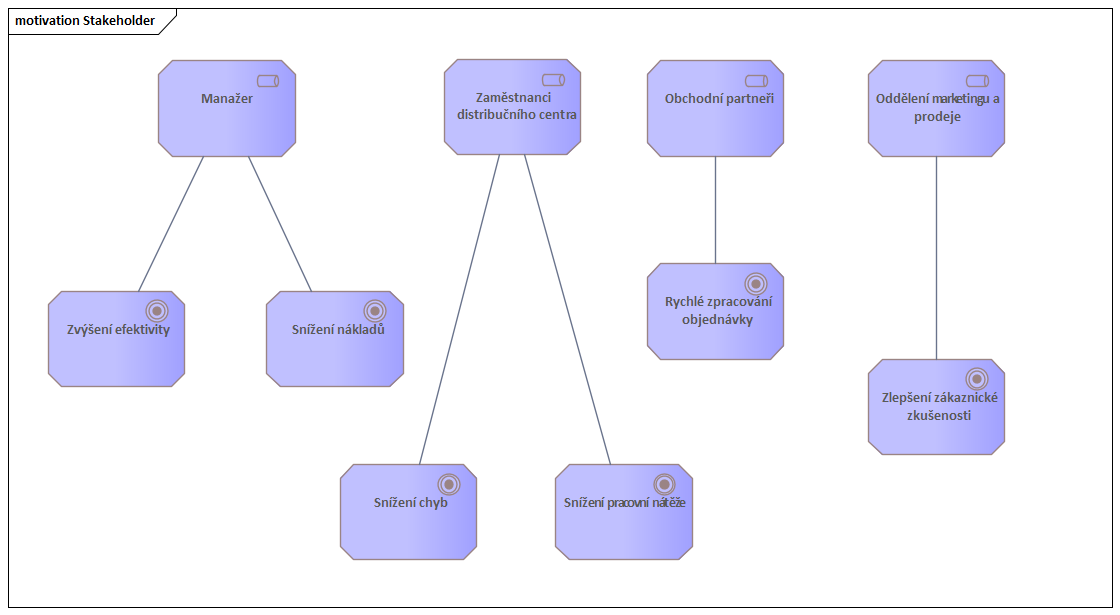 motivation Stakeholder
Manažer
Zaměstnanci
distribučního centra
Obchodní partneři
Oddělení marketingu a
prodeje
Zvýšení efektivity
Snížení nákladů
Rychlé zpracování
objednávky
Zlepšení zákaznické
zkušenosti
Snížení chyb
Snížení pracovní nátěže